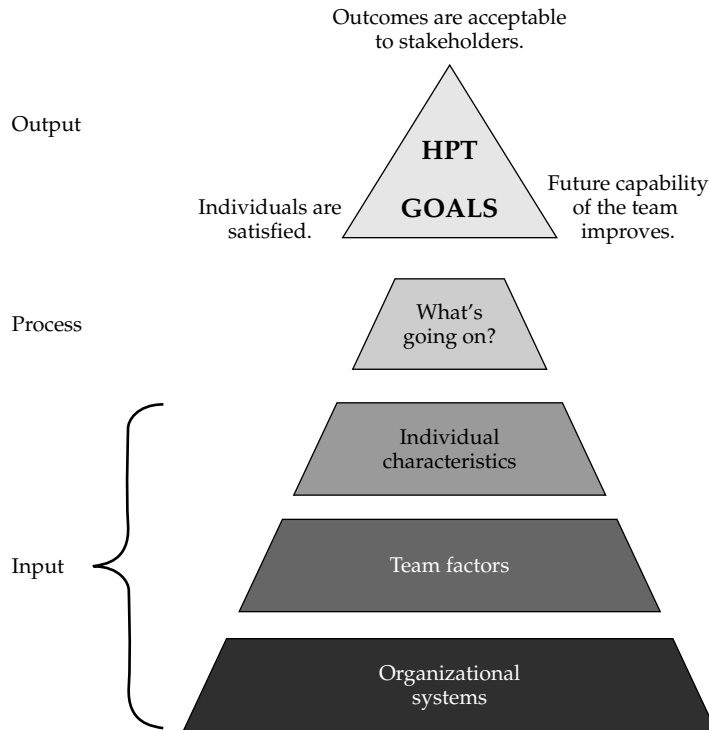 Outcomes are acceptable
to stakeholders.
Output
HPT
GOALS
Individuals are
satisfied.
Future capability
of the team
improves.
Process
What's
going on?
Individual
characteristics
Input
Team factors
Organizational
systems